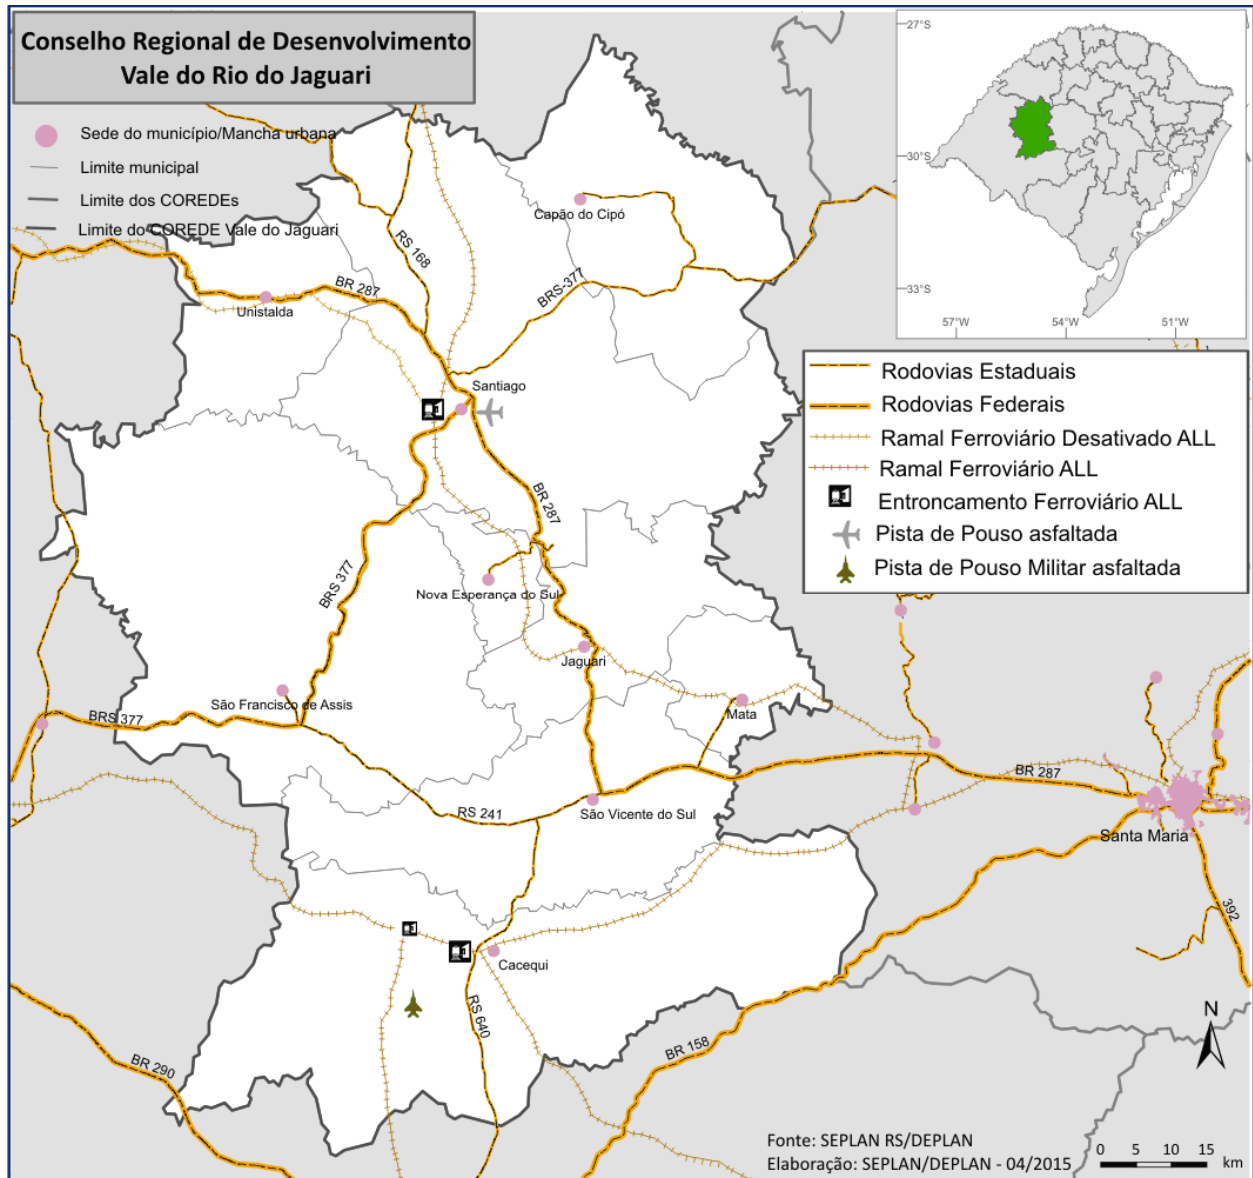 Conselho Regional de Desenvolvimento
Vale do Rio do Jaguari
Sede do município/Mancha urbana
Limite municipal
Limite dos COREDEs
Limite do COREDE Vale do Jaguari
27°S
30°S
33°S
57°W
54°W
51°W
Rodovias Estaduais
Rodovias Federais
Ramal Ferroviário Desativado ALL
Ramal Ferroviário ALL
Entroncamento Ferroviário ALL
Pista de Pouso asfaltada
Pista de Pouso Militar asfaltada
Capão do Cipó
RS 168
BR 287
BRS-377
Unistalda
Santiago
BR 287
BRS 377
Nova Esperança do Sul
Jaguari
São Francisco de Assis
Mata
BRS 377
BR 287
RS 241
São Vicente do Sul
Santa Maria
392
Cacequi
RS 640
BR 158
BR 290
N
Fonte: SEPLAN RS/DEPLAN
Elaboração: SEPLAN/DEPLAN - 04/2015
0 5 10 15
km